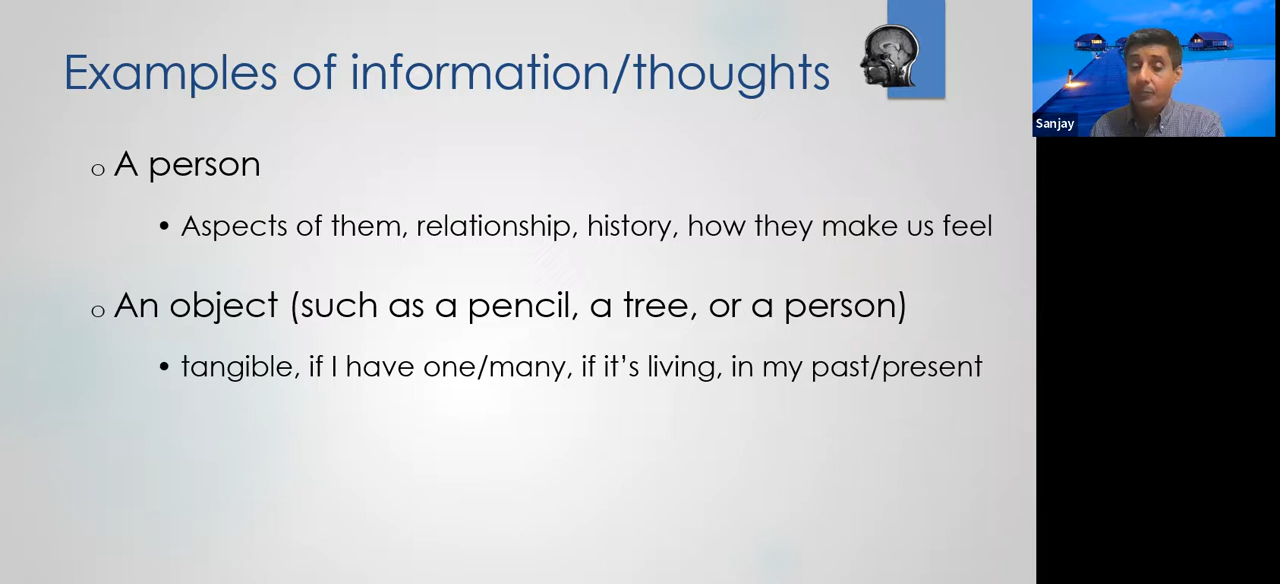 Examples of information/thoughts
o A person
• Aspects of them, relationship, history, how they make us feel
o An object (such as a pencil, a tree, or a person)
• tangible, if I have one/many, if it’s living, in my past/present
Sanjay